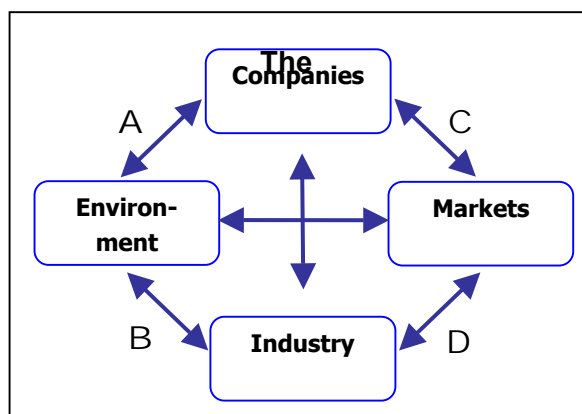 The
Companies
A
C
Environ-
ment
Markets
B
D
Industry